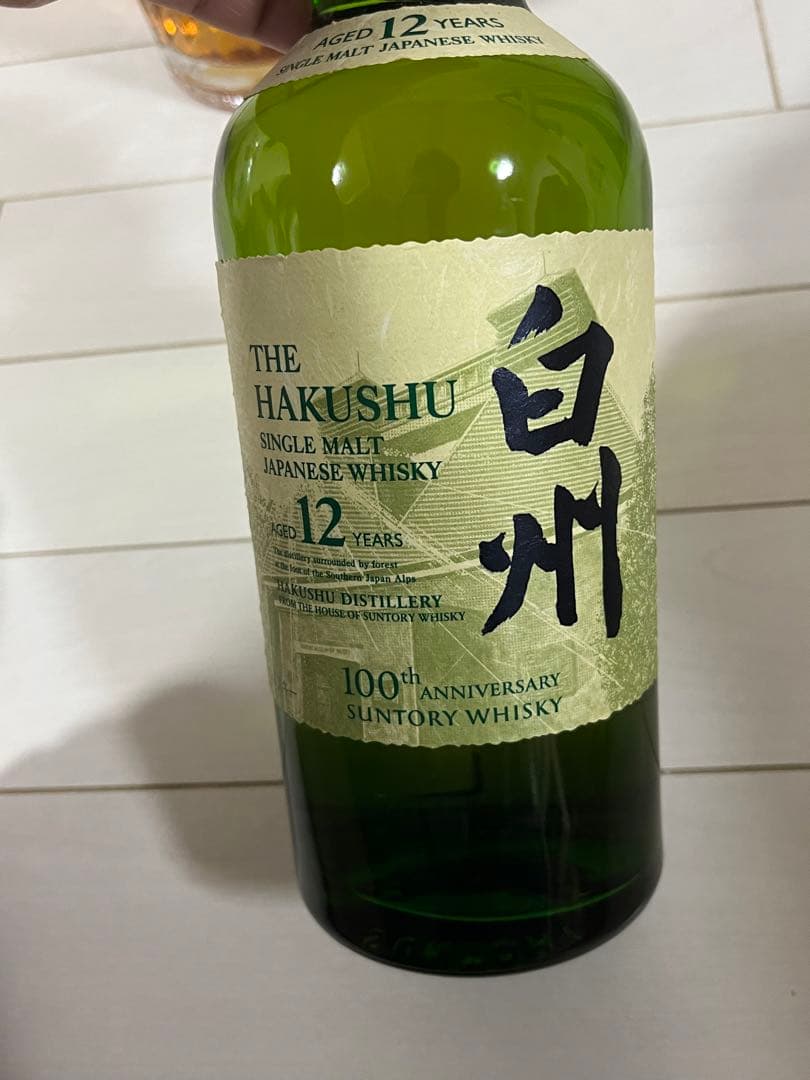 AGED 12 YEARS
SINGLE MALT JAPANESE WHISKY
THE
HAKUSHU
SINGLE MALT
JAPANESE WHISKY
AGED 12 YEARS
The distillery surrounded by forest
at the foot of the Southern Japan Alps
HAKUSHU DISTILLERY
FROM THE HOUSE OF SUNTORY WHISKY
白州
100th ANNIVERSARY
SUNTORY WHISKY